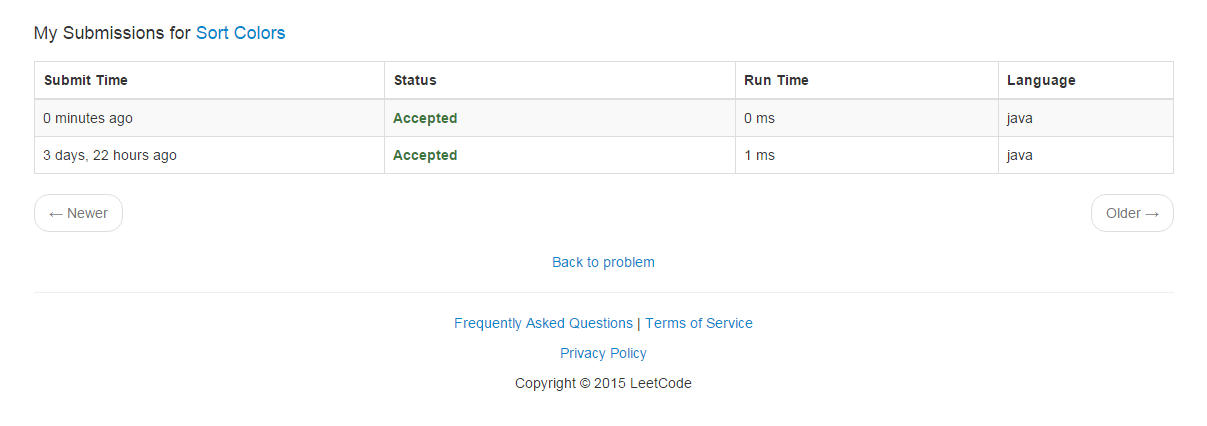 My Submissions for Sort Colors
Submit Time Status Run Time Language
0 minutes ago Accepted 0 ms java
3 days, 22 hours ago Accepted 1 ms java
← Newer Older →
Back to problem
Frequently Asked Questions | Terms of Service
Privacy Policy
Copyright © 2015 LeetCode